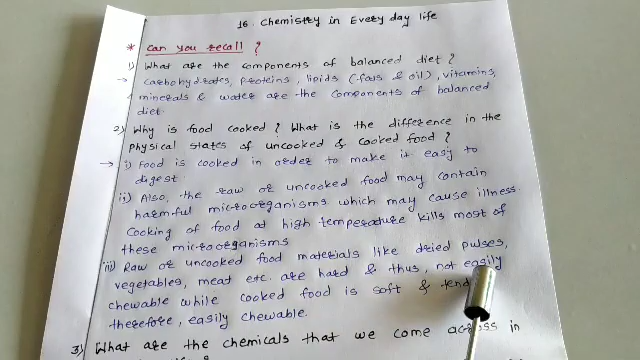 16. Chemistry in Every day life
* Can you recall?
1) What are the components of balanced diet?
→ Carbohydrates, proteins, lipids (fats & oil), vitamins,
minerals & water are the components of balanced
diet.
2) Why is food cooked? What is the difference in the
physical states of uncooked & cooked food?
→ i) Food is cooked in order to make it easy to
digest.
ii) Also, the raw or uncooked food may contain
harmful microorganisms which may cause illness.
Cooking of food at high temperature kills most of
these microorganisms
iii) Raw or uncooked food materials like dried pulses,
vegetables, meat etc. are hard & thus, not easily
chewable while cooked food is soft &
therefore, easily chewable.
3) What are the chemicals that we come across in